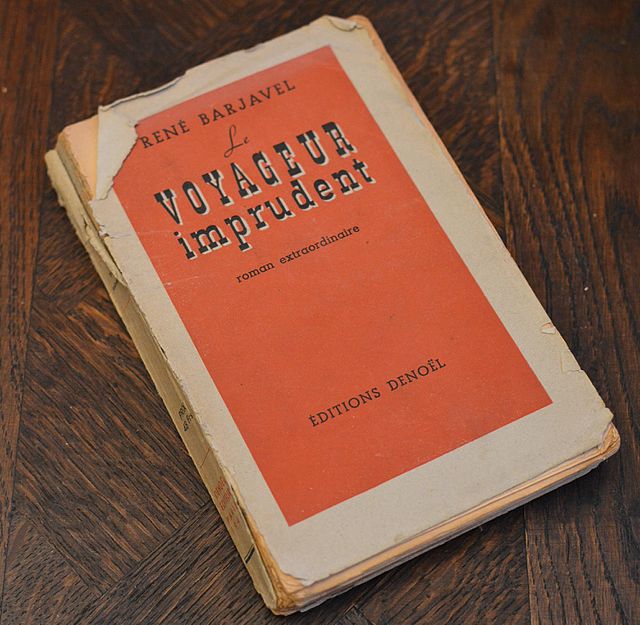 RENÉ BARJAVEL
Le
VOYAGEUR
imprudent
roman extraordinaire
ÉDITIONS DENOËL